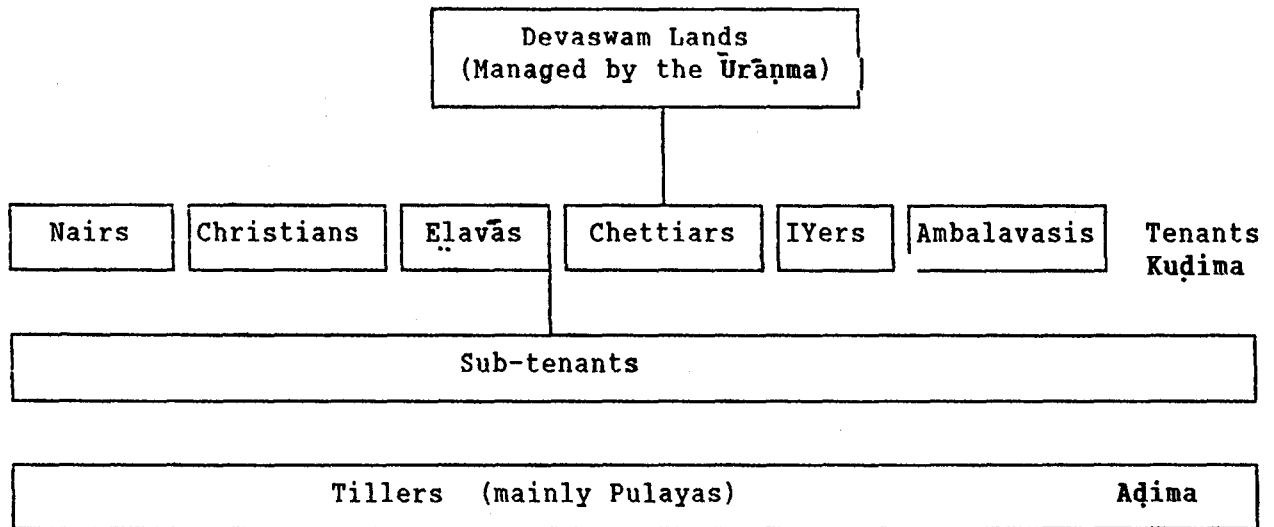 Devaswam Lands
(Managed by the Ūrāṇma)
Nairs Christians Eḻavās Chettiars IYers Ambalavasis Tenants
Kuḍima
Sub-tenants
Tillers (mainly Pulayas) Aḍima